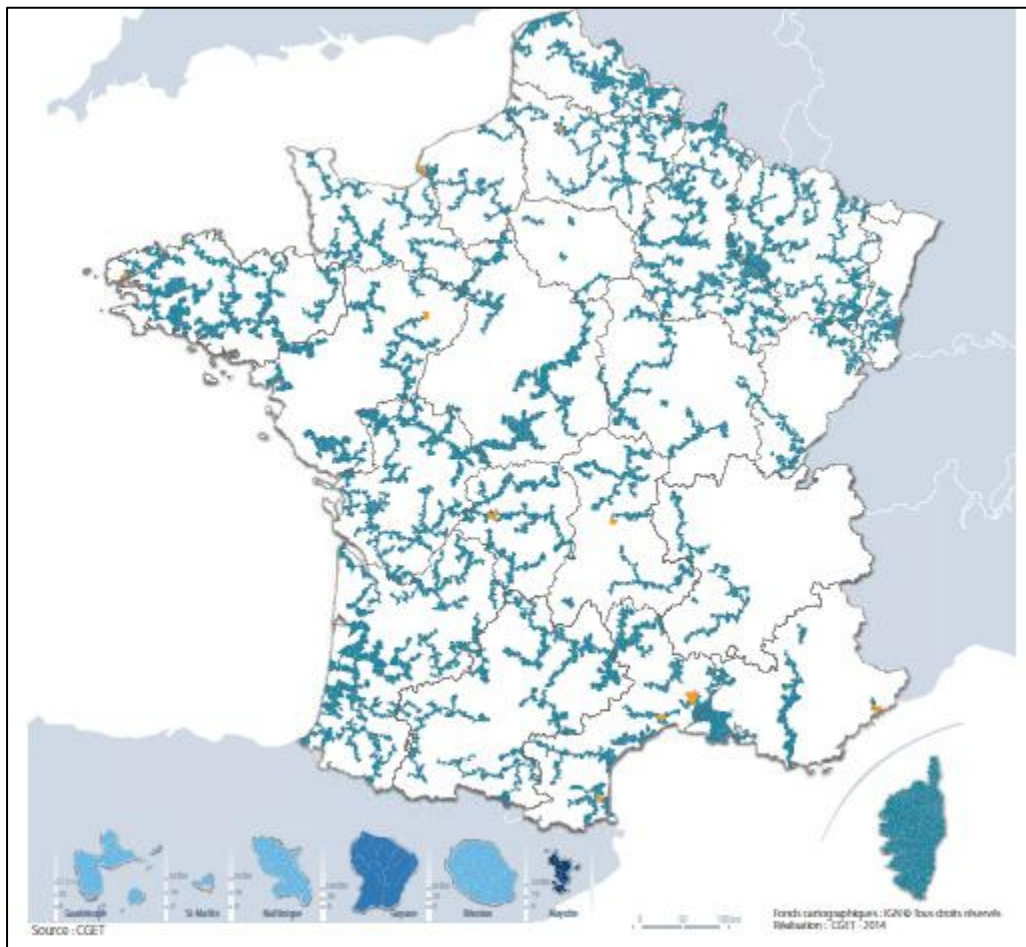 Guadeloupe
St-Martin
Martinique
Guyane
Réunion
Mayotte
Source : CGET
Fonds cartographiques : IGN © Tous droits réservés
Réalisation : CGET - 2014